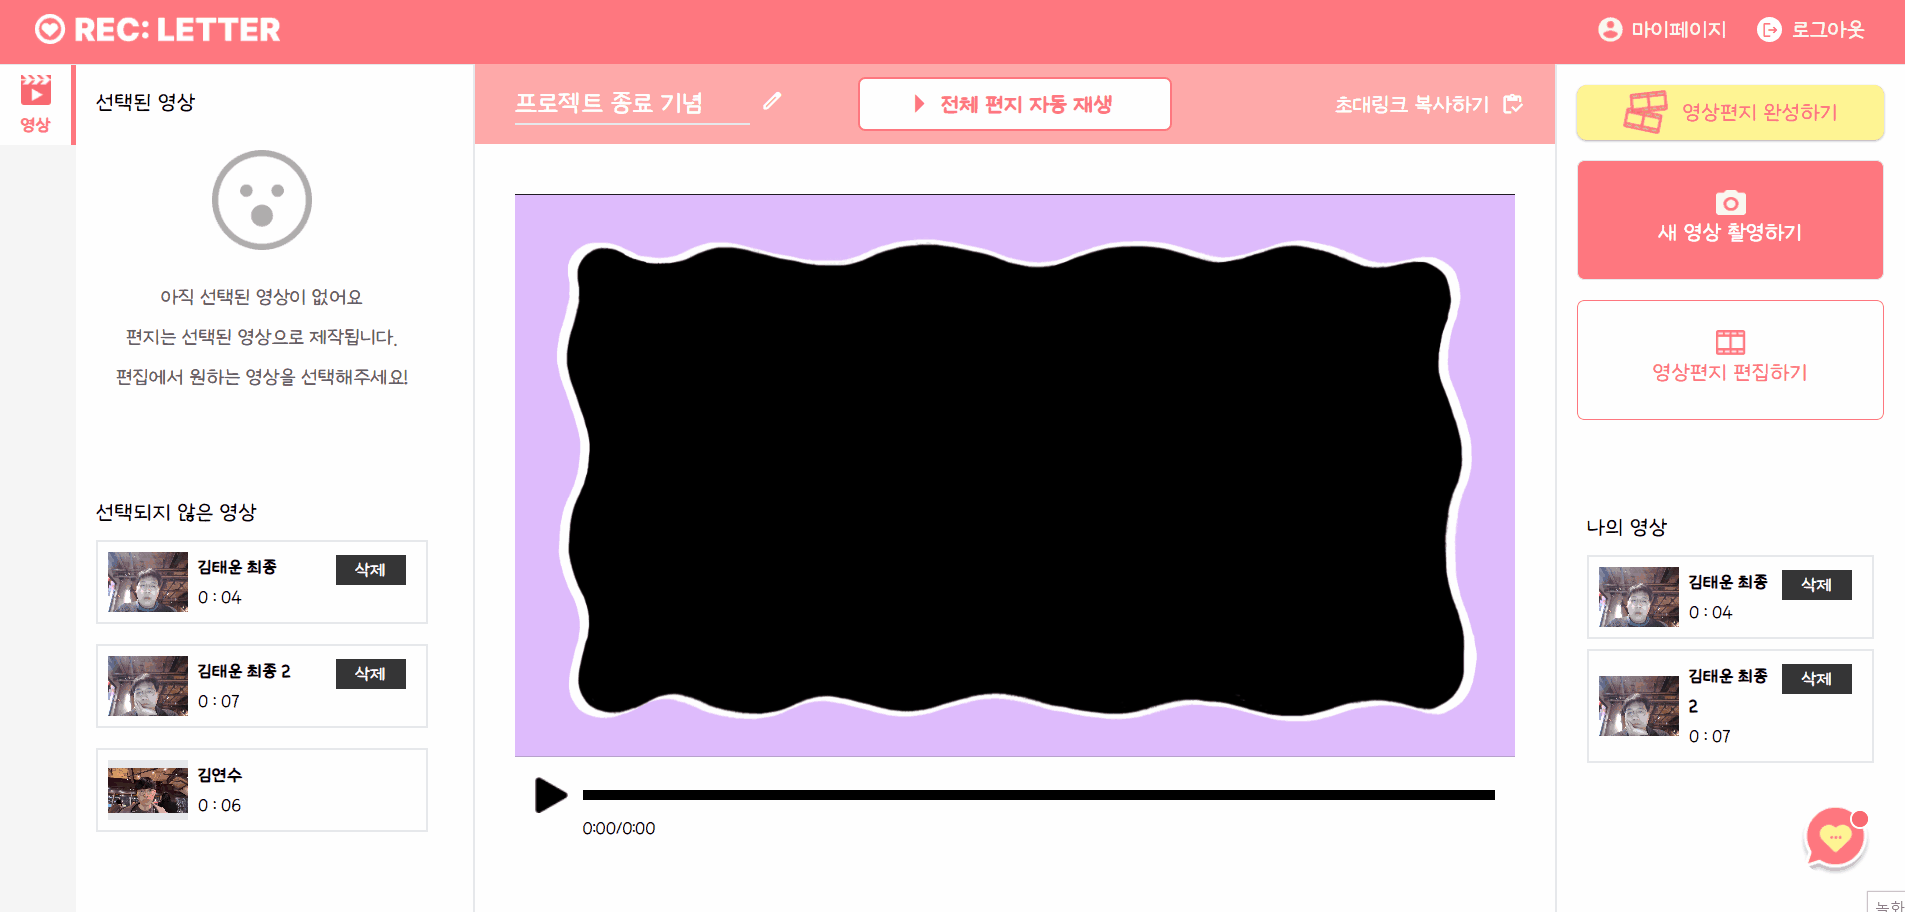 REC: LETTER
마이페이지
로그아웃
영상
선택된 영상
아직 선택된 영상이 없어요
편지는 선택된 영상으로 제작됩니다.
편집에서 원하는 영상을 선택해주세요!
선택되지 않은 영상
김태운 최종
삭제
0 : 04
김태운 최종 2
삭제
0 : 07
김연수
0 : 06
프로젝트 종료 기념
전체 편지 자동 재생
초대링크 복사하기
0:00/0:00
영상편지 완성하기
새 영상 촬영하기
영상편지 편집하기
나의 영상
김태운 최종
삭제
0 : 04
김태운 최종
2
삭제
0 : 07
녹화